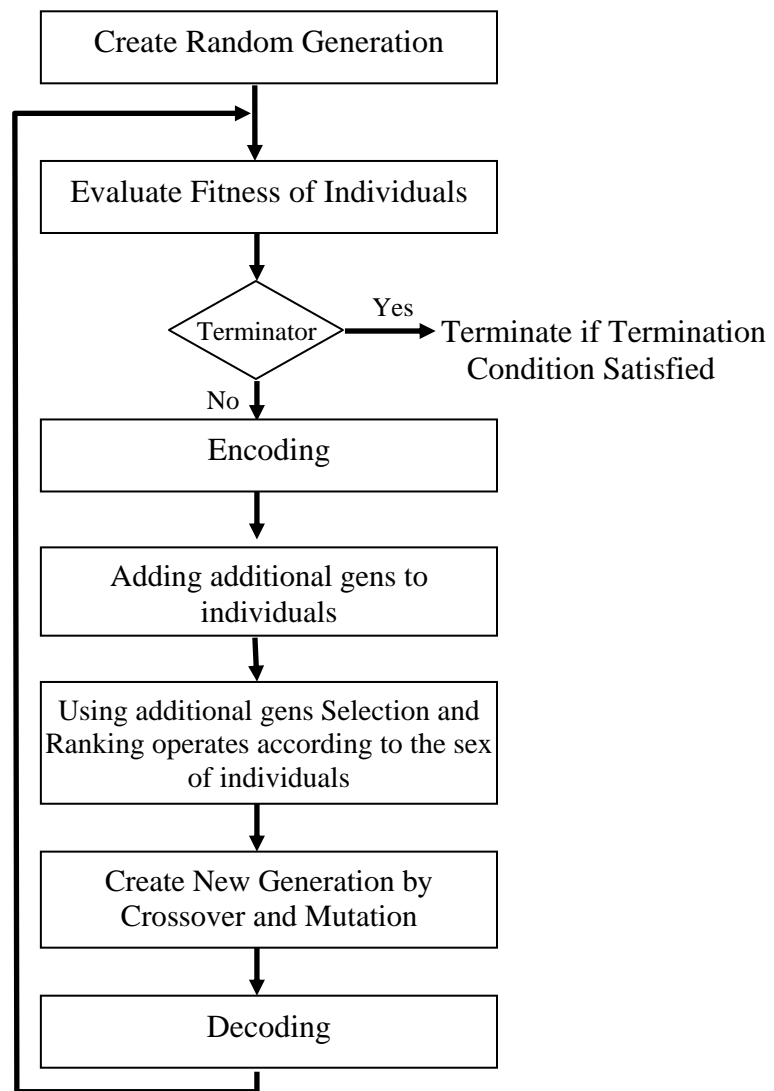 Create Random Generation
Evaluate Fitness of Individuals
Terminator
Yes
Terminate if Termination
Condition Satisfied
No
Encoding
Adding additional gens to
individuals
Using additional gens Selection and
Ranking operates according to the sex
of individuals
Create New Generation by
Crossover and Mutation
Decoding